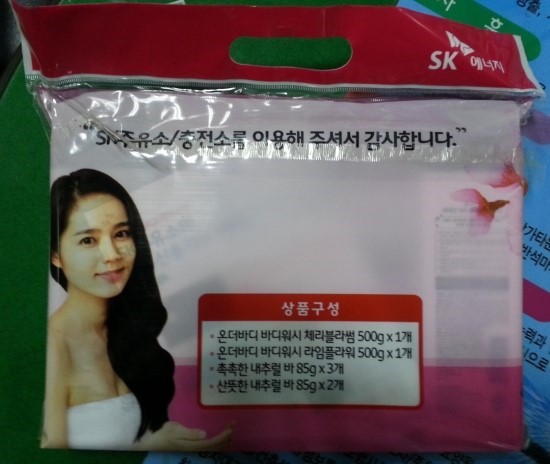 SK에너지
"SK주유소/충전소를 이용해 주셔서 감사합니다."
상품구성
• 온더바디 바디워시 체리블라썸 500g x 1개
• 온더바디 바디워시 라임플라워 500g x 1개
• 촉촉한 내추럴 바 85g x 3개
• 산뜻한 내추럴 바 85g x 2개